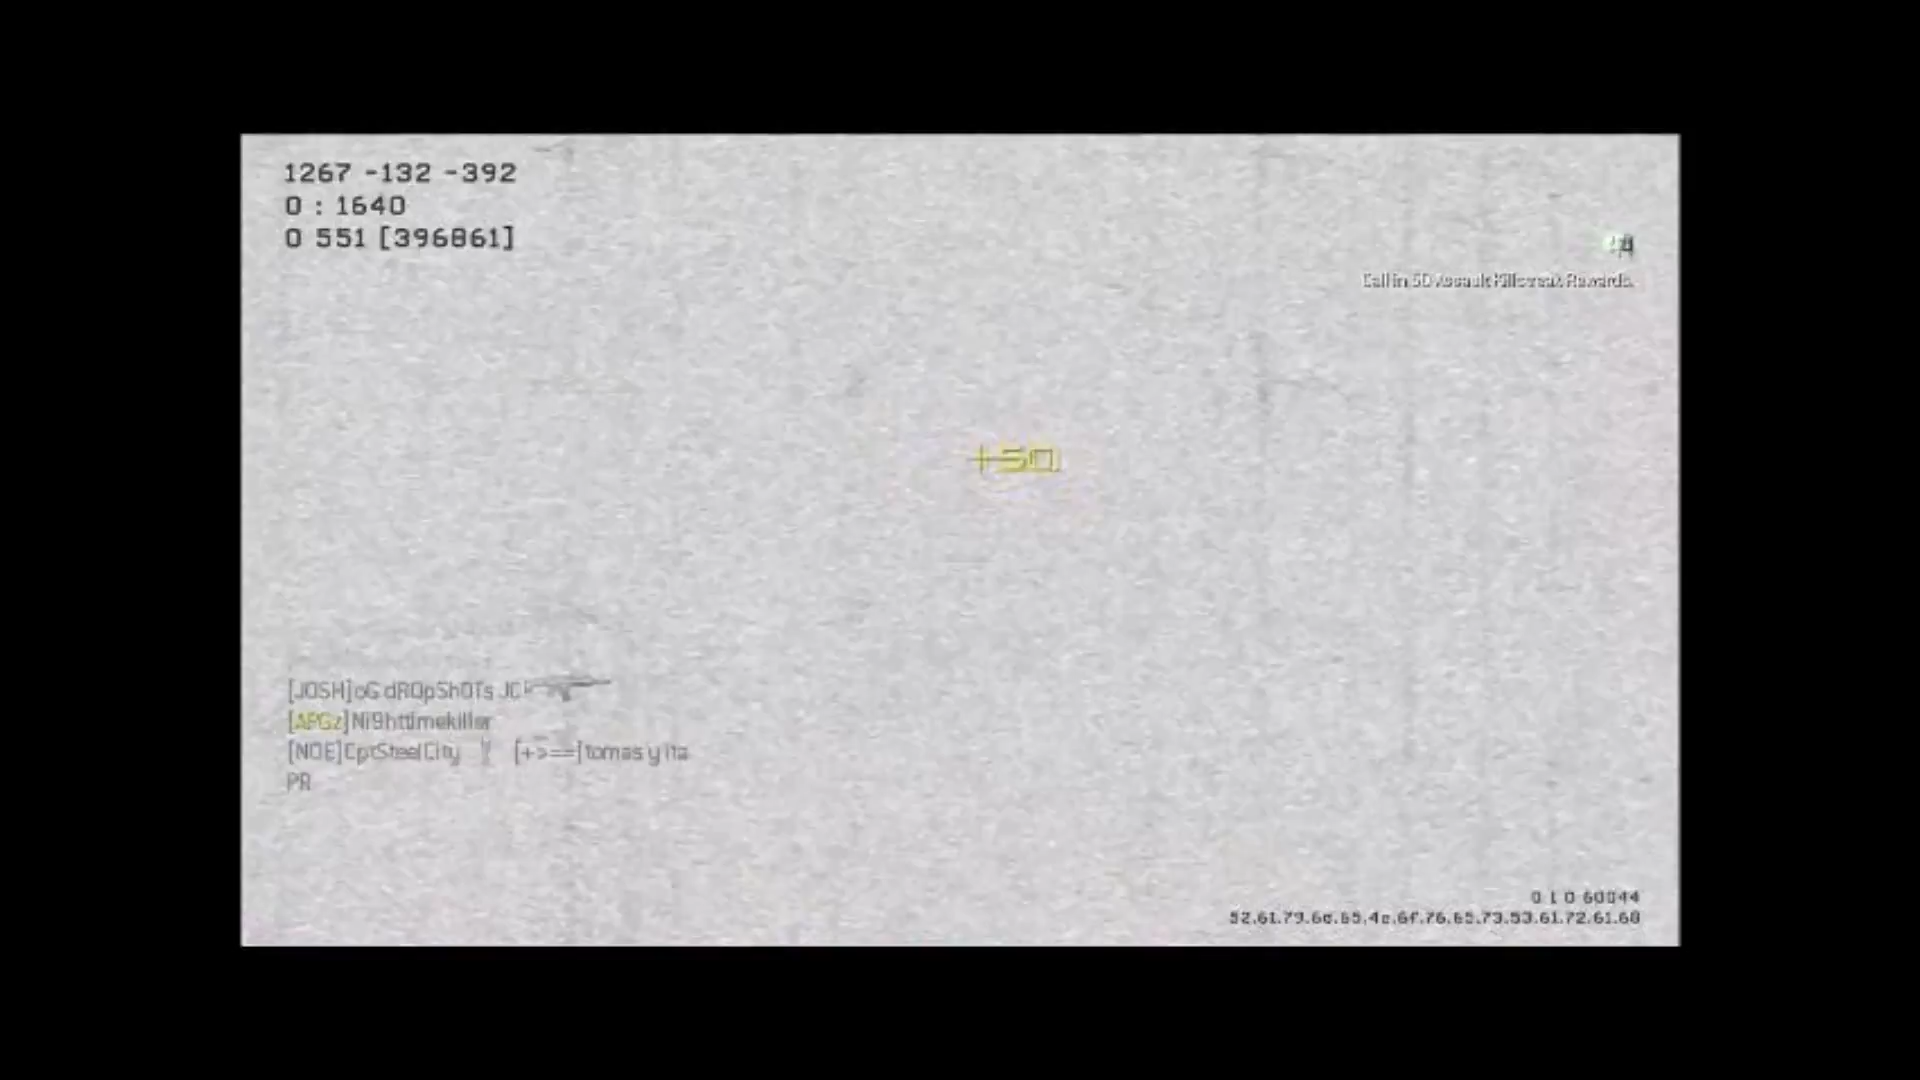 1267 -132 -392
0 : 1640
0 551 [396861]
Call in 50 Assault Killstreak Rewards.
+50
[JOSH]oG dROpShOTs JC
[APGz]Ni9httimekiller
[NOE]CptSteelCity [+>==]tomas y ita
PR
0 1 0 60044
52.61.79.6e.65.4c.6f.76.65.73.53.61.72.61.68